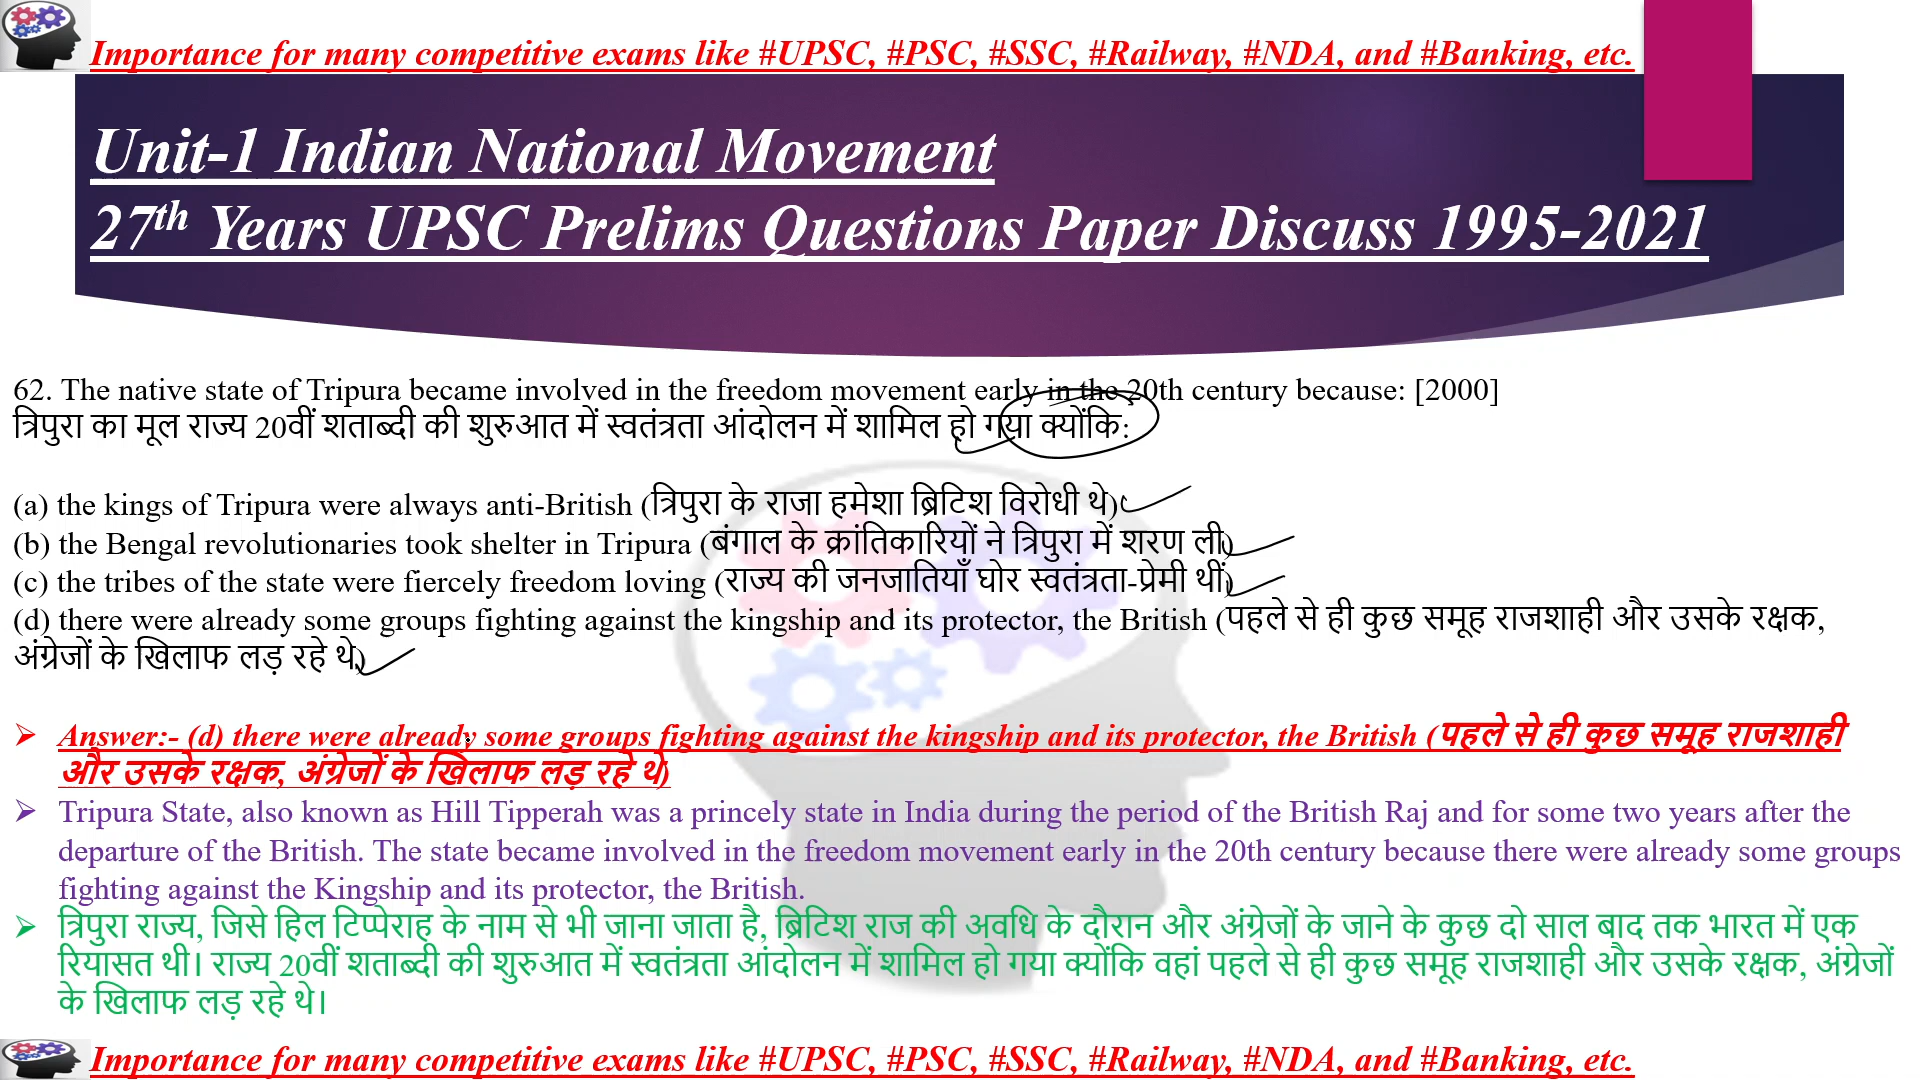 Importance for many competitive exams like #UPSC, #PSC, #SSC, #Railway, #NDA, and #Banking, etc.
Unit-1 Indian National Movement
27th Years UPSC Prelims Questions Paper Discuss 1995-2021
62. The native state of Tripura became involved in the freedom movement early in the 20th century because: [2000]
त्रिपुरा का मूल राज्य 20वीं शताब्दी की शुरुआत में स्वतंत्रता आंदोलन में शामिल हो गया क्योंकि:
(a) the kings of Tripura were always anti-British (त्रिपुरा के राजा हमेशा ब्रिटिश विरोधी थे)
(b) the Bengal revolutionaries took shelter in Tripura (बंगाल के क्रांतिकारियों ने त्रिपुरा में शरण ली)
(c) the tribes of the state were fiercely freedom loving (राज्य की जनजातियाँ घोर स्वतंत्रता-प्रेमी थीं)
(d) there were already some groups fighting against the kingship and its protector, the British (पहले से ही कुछ समूह राजशाही और उसके रक्षक,
अंग्रेजों के खिलाफ लड़ रहे थे)
Answer:- (d) there were already some groups fighting against the kingship and its protector, the British (पहले से ही कुछ समूह राजशाही
और उसके रक्षक, अंग्रेजों के खिलाफ लड़ रहे थे)
Tripura State, also known as Hill Tipperah was a princely state in India during the period of the British Raj and for some two years after the
departure of the British. The state became involved in the freedom movement early in the 20th century because there were already some groups
fighting against the Kingship and its protector, the British.
त्रिपुरा राज्य, जिसे हिल टिप्पेराह के नाम से भी जाना जाता है, ब्रिटिश राज की अवधि के दौरान और अंग्रेजों के जाने के कुछ दो साल बाद तक भारत में एक
रियासत थी। राज्य 20वीं शताब्दी की शुरुआत में स्वतंत्रता आंदोलन में शामिल हो गया क्योंकि वहां पहले से ही कुछ समूह राजशाही और उसके रक्षक, अंग्रेजों
के खिलाफ लड़ रहे थे।
Importance for many competitive exams like #UPSC, #PSC, #SSC, #Railway, #NDA, and #Banking, etc.